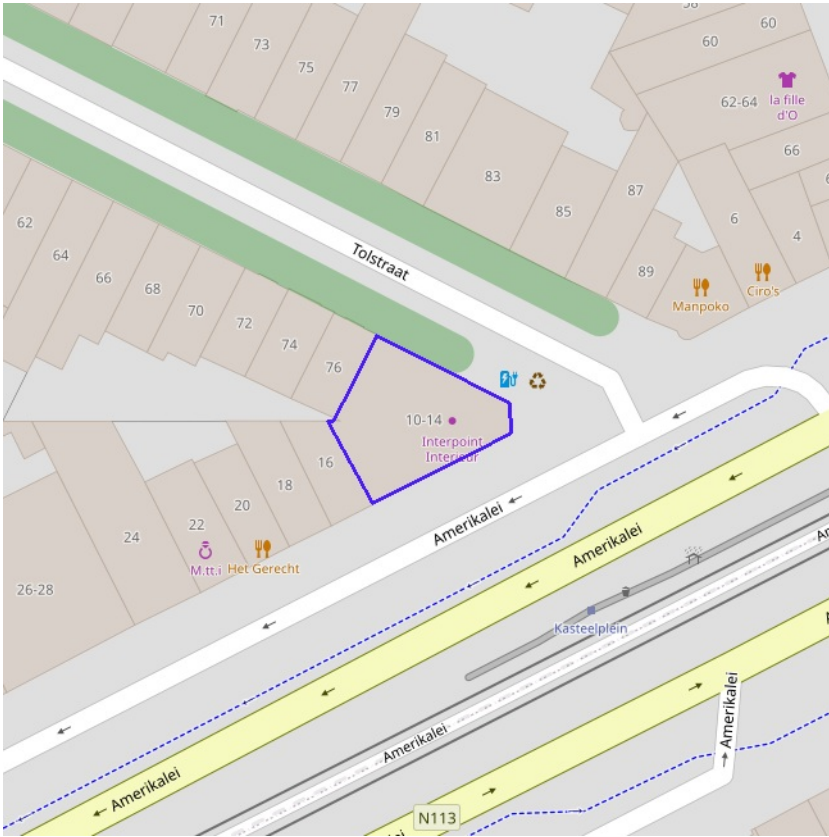 71
73
75
77
79
81
83
85
87
89
60
60
62-64
la fille
d'O
66
6
4
Manpoko
Ciro's
Tolstraat
62
64
66
68
70
72
74
76
10-14
Interpoint
Interieur
16
18
20
22
24
26-28
M.tt.i
Het Gerecht
Amerikalei
Amerikalei
Kasteelplein
Amerikalei
Amerikalei
Amerikalei
N113